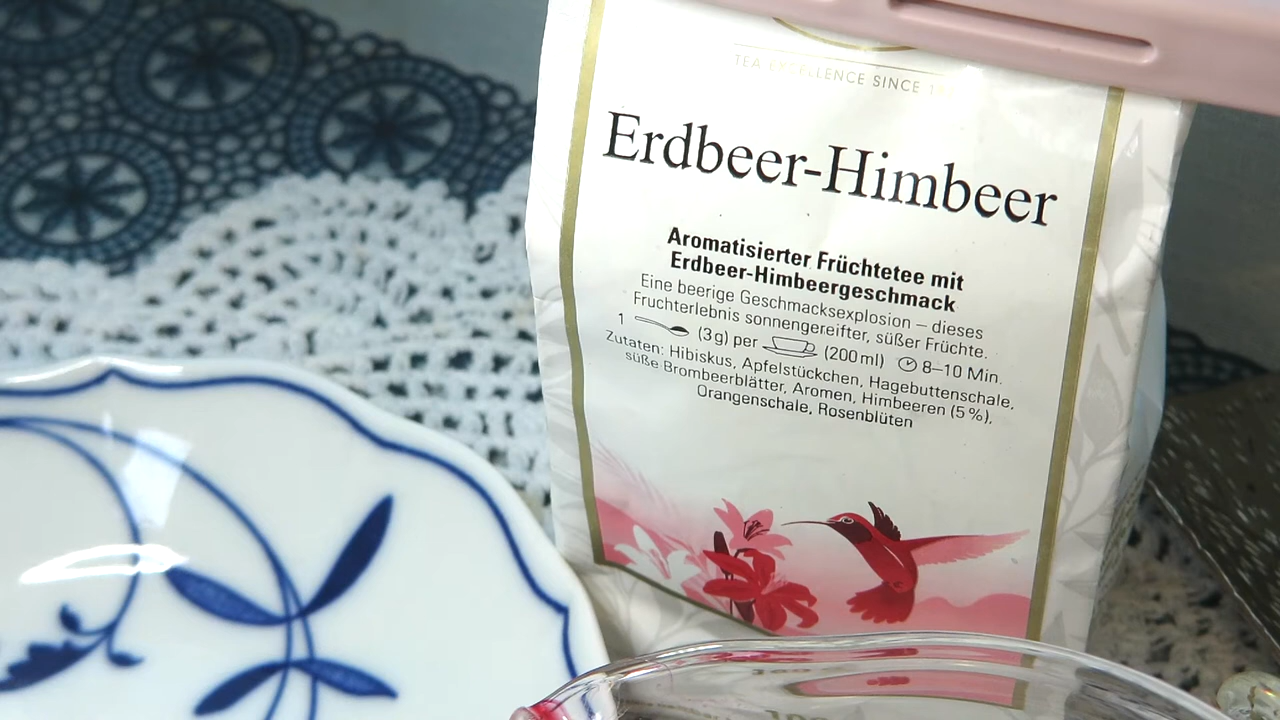 TEA EXCELLENCE SINCE
Erdbeer-Himbeer
Aromatisierter Früchtetee mit
Erdbeer-Himbeergeschmack
Eine beerige Geschmacksexplosion – dieses
Fruchterlebnis sonnengereifter, süßer Früchte.
1 (3 g) per (200 ml) 8–10 Min.
Zutaten: Hibiskus, Apfelstückchen, Hagebuttenschale,
süße Brombeerblätter, Aromen, Himbeeren (5 %),
Orangenschale, Rosenblüten